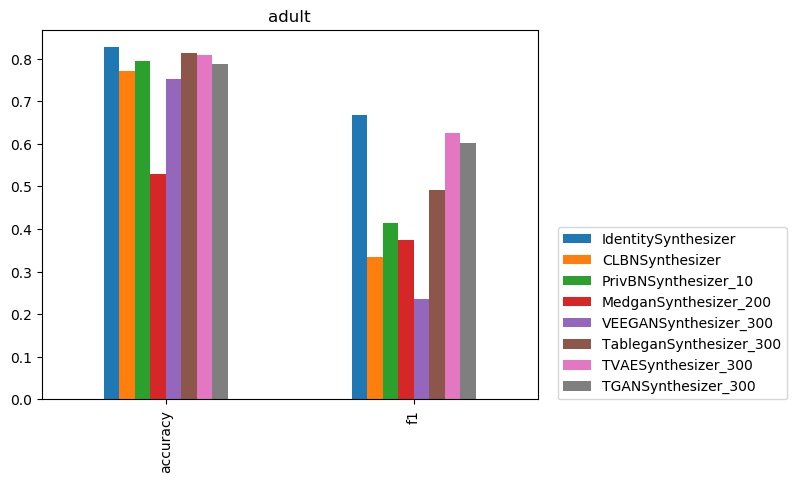 adult
0.8
0.7
0.6
0.5
0.4
0.3
0.2
0.1
0.0
accuracy
f1
IdentitySynthesizer
CLBNSynthesizer
PrivBNSynthesizer_10
MedganSynthesizer_200
VEEGANSynthesizer_300
TableganSynthesizer_300
TVAESynthesizer_300
TGANSynthesizer_300